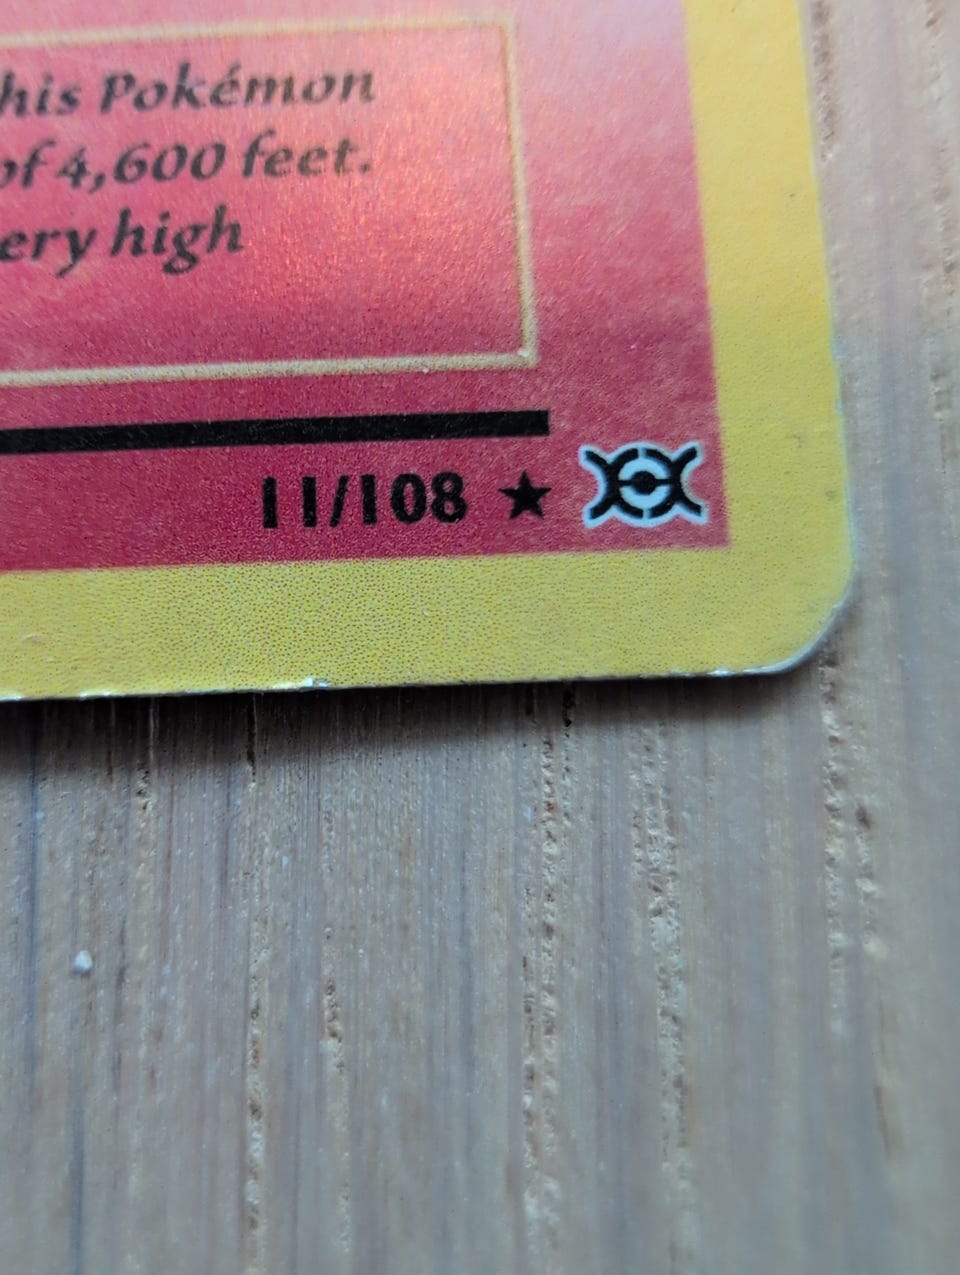 his Pokémon
of 4,600 feet.
ery high
11/108 ★